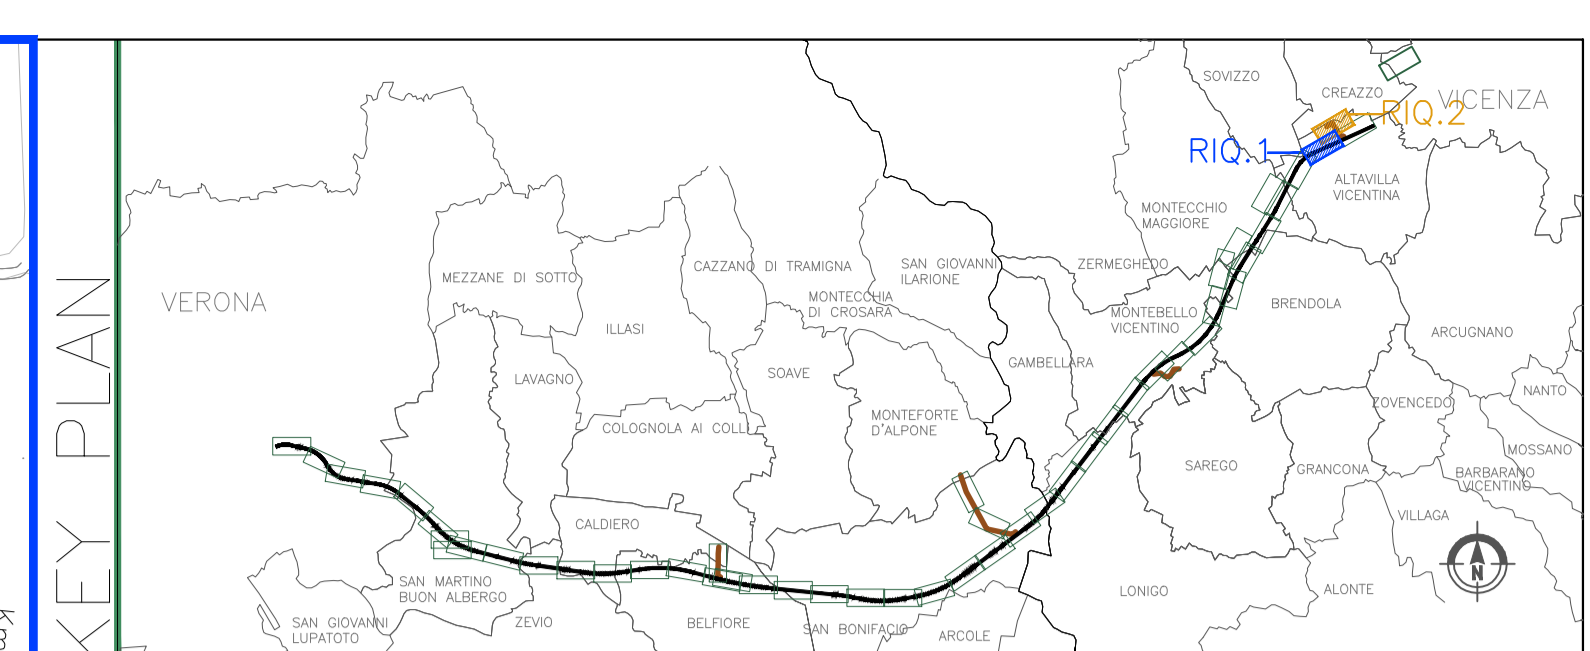 KEY PLAN
SOVIZZO
CREAZZO
VICENZA
RIQ.2
RIQ.1
ALTAVILLA
VICENTINA
MONTECCHIO
MAGGIORE
MEZZANE DI SOTTO
CAZZANO DI TRAMIGNA
SAN GIOVANNI
ILARIONE
ZERMEGHEDO
VERONA
MONTECCHIA
DI CROSARA
MONTEBELLO
VICENTINO
BRENDOLA
ILLASI
ARCUGNANO
GAMBELLARA
LAVAGNO
SOAVE
NANTO
ZOVENCEDO
MONTEFORTE
D'ALPONE
COLOGNOLA AI COLLI
MOSSANO
SAREGO
GRANCONA
BARBARANO
VICENTINO
CALDIERO
VILLAGA
N
SAN MARTINO
BUON ALBERGO
LONIGO
ALONTE
SAN GIOVANNI
LUPATOTO
ZEVIO
BELFIORE
SAN BONIFACIO
ARCOLE